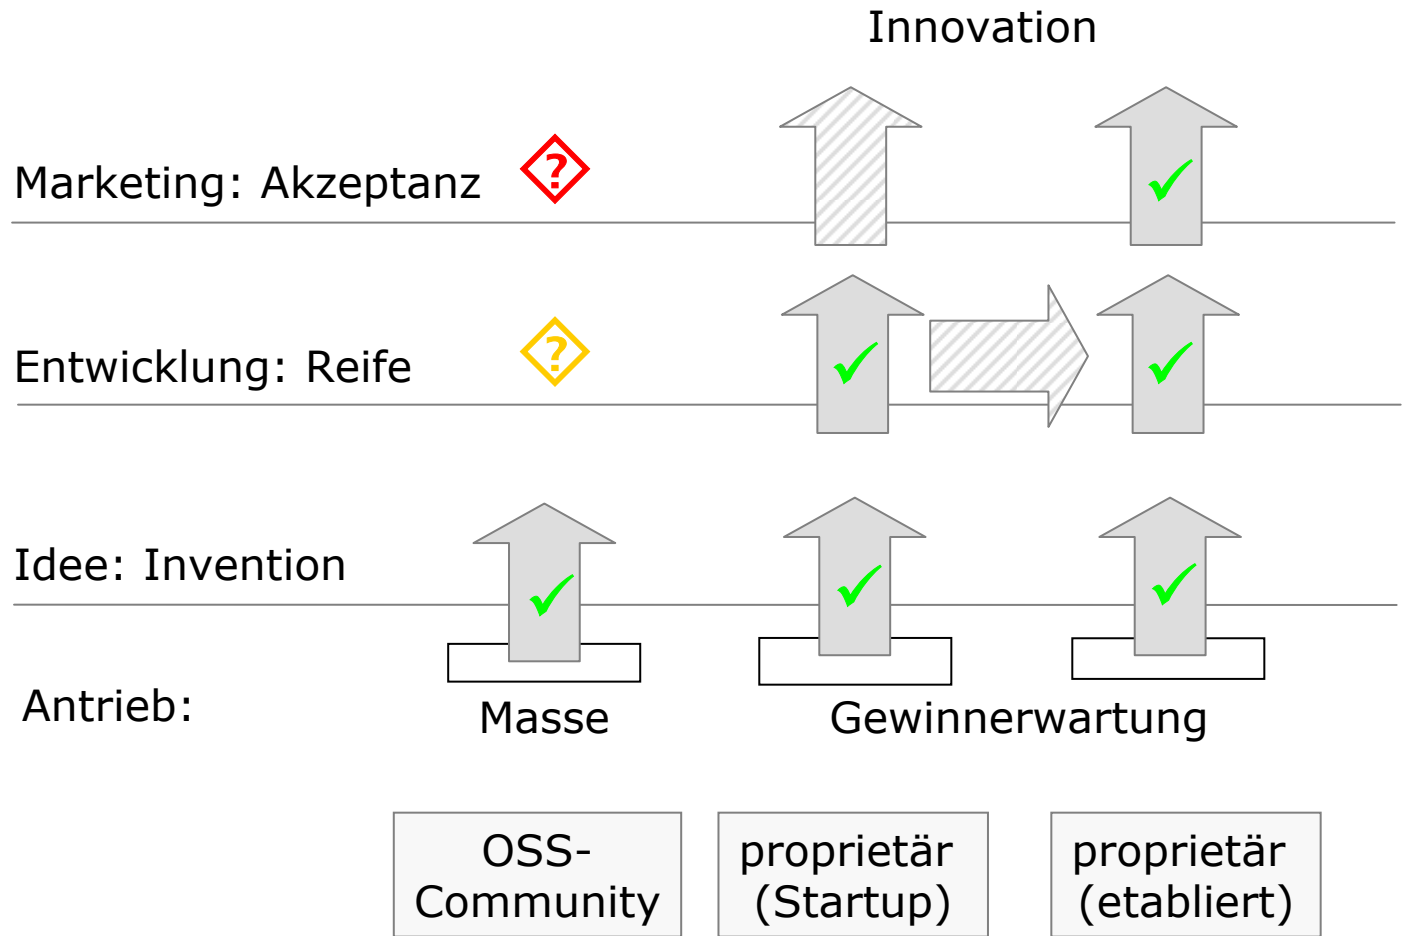 Innovation
Marketing: Akzeptanz
?
Entwicklung: Reife
?
Idee: Invention
Antrieb:
Masse
Gewinnerwartung
OSS-
Community
proprietär
(Startup)
proprietär
(etabliert)